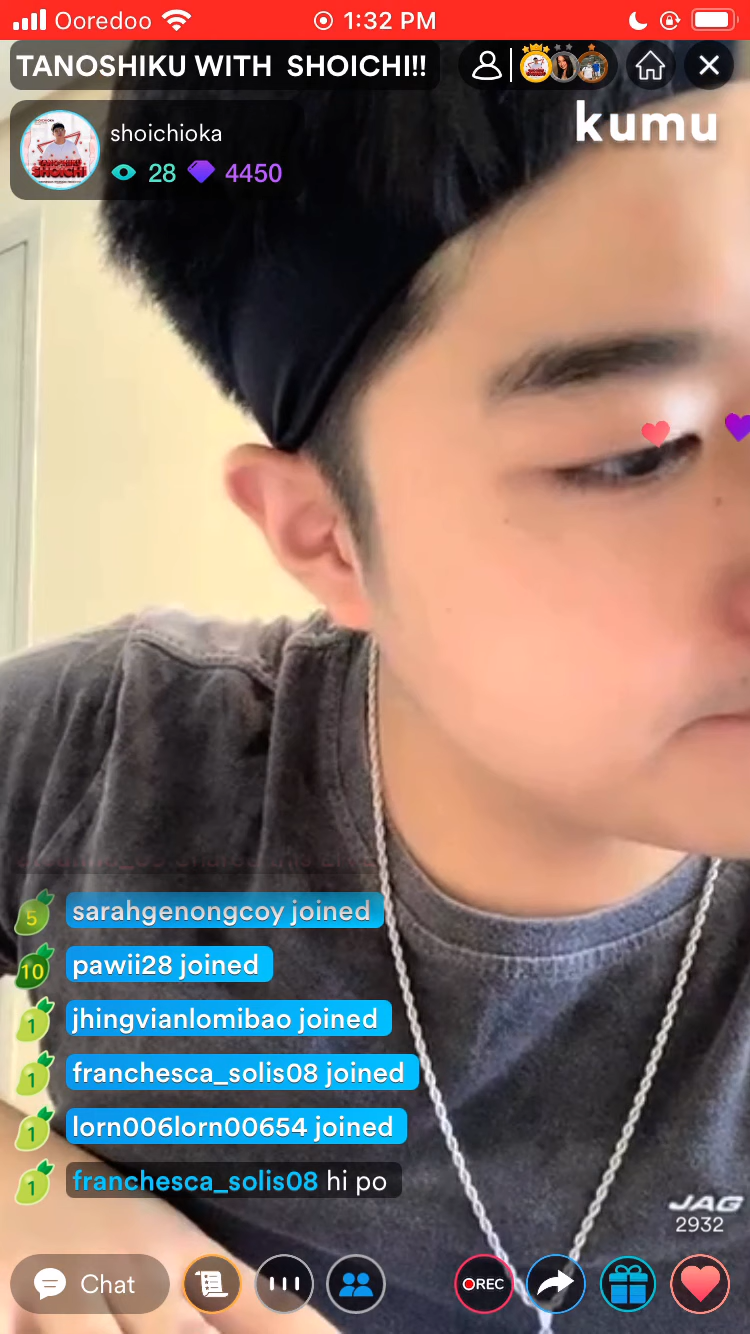 Ooredoo
1:32 PM
TANOSHIKU WITH SHOICHI!!
kumu
shoichioka
28
4450
SHOICHI
5 sarahgenongcoy joined
10 pawii28 joined
1 jhingvianlomibao joined
1 franchesca_solis08 joined
1 lorn006lorn00654 joined
1 franchesca_solis08 hi po
JAG
2932
Chat
REC